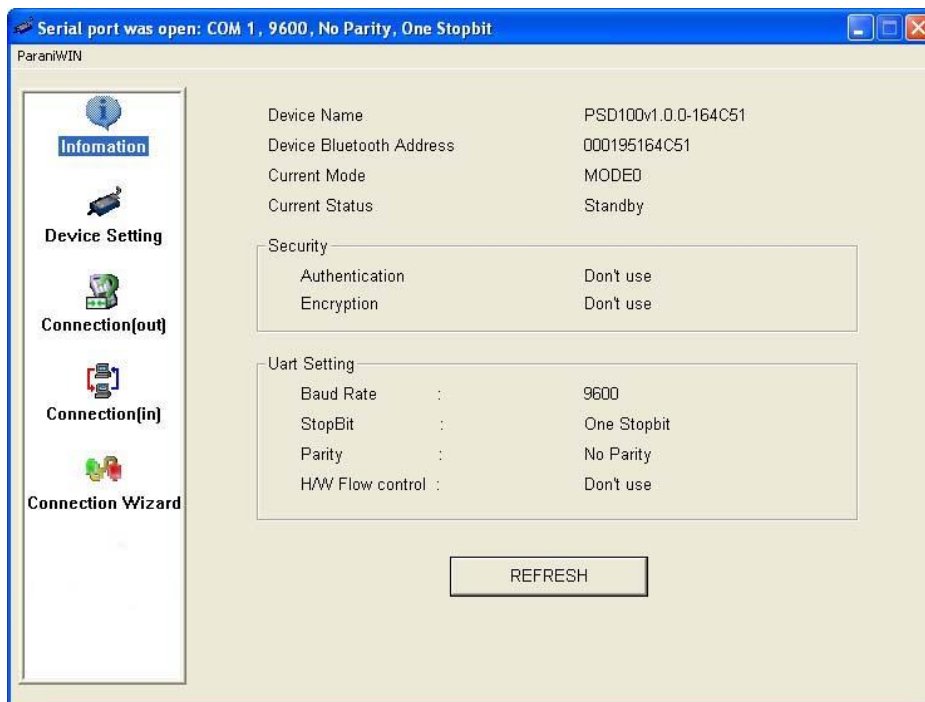 Serial port was open: COM 1, 9600, No Parity, One Stopbit
ParaniWIN
Infomation
Device Setting
Connection(out)
Connection(in)
Connection Wizard
Device Name PSD100v1.0.0-164C51
Device Bluetooth Address 000195164C51
Current Mode MODE0
Current Status Standby
Security
Authentication Don't use
Encryption Don't use
Uart Setting
Baud Rate : 9600
StopBit : One Stopbit
Parity : No Parity
H/W Flow control : Don't use
REFRESH